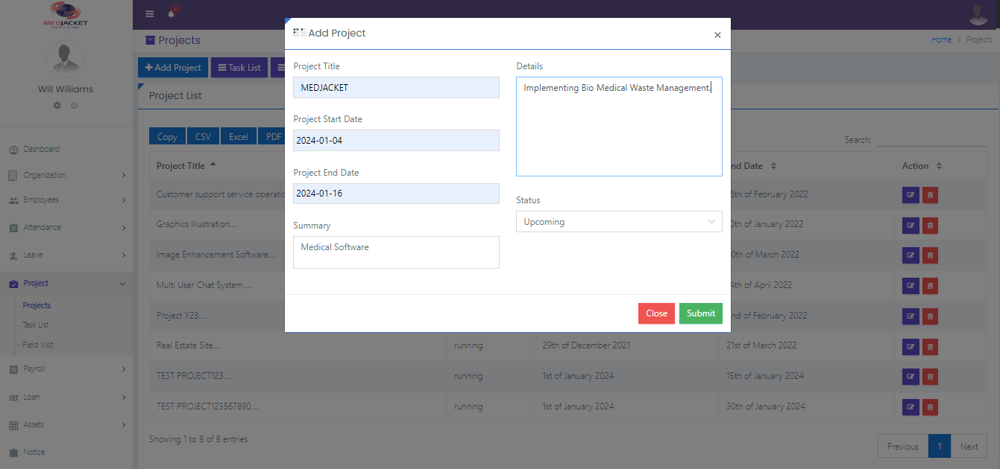 MEDJACKET
Will Williams
Dashboard
Organization
Employees
Attendance
Leave
Project
Projects
Task List
Field Visit
Payroll
Loan
Assets
Notice
Projects
Home > Projects
Add Project
Task List
Project List
Copy
CSV
Excel
PDF
Search:
Project Title
nd Date
Action
Customer support service operatio
5th of February 2022
Graphics Illustration....
0th of January 2022
Image Enhancement Software....
0th of March 2022
Multi User Chat System....
4th of April 2022
Project X23....
nd of February 2022
Real Estate Site.... running 29th of December 2021 21st of March 2022
TEST PROJECT123.... running 1st of January 2024 15th of January 2024
TEST PROJECT1234567890.... running 1st of January 2024 30th of January 2024
Showing 1 to 8 of 8 entries
Previous 1 Next
Add Project
×
Project Title
MEDJACKET
Project Start Date
2024-01-04
Project End Date
2024-01-16
Summary
Medical Software
Details
Implementing Bio Medical Waste Management.
Status
Upcoming
Close
Submit